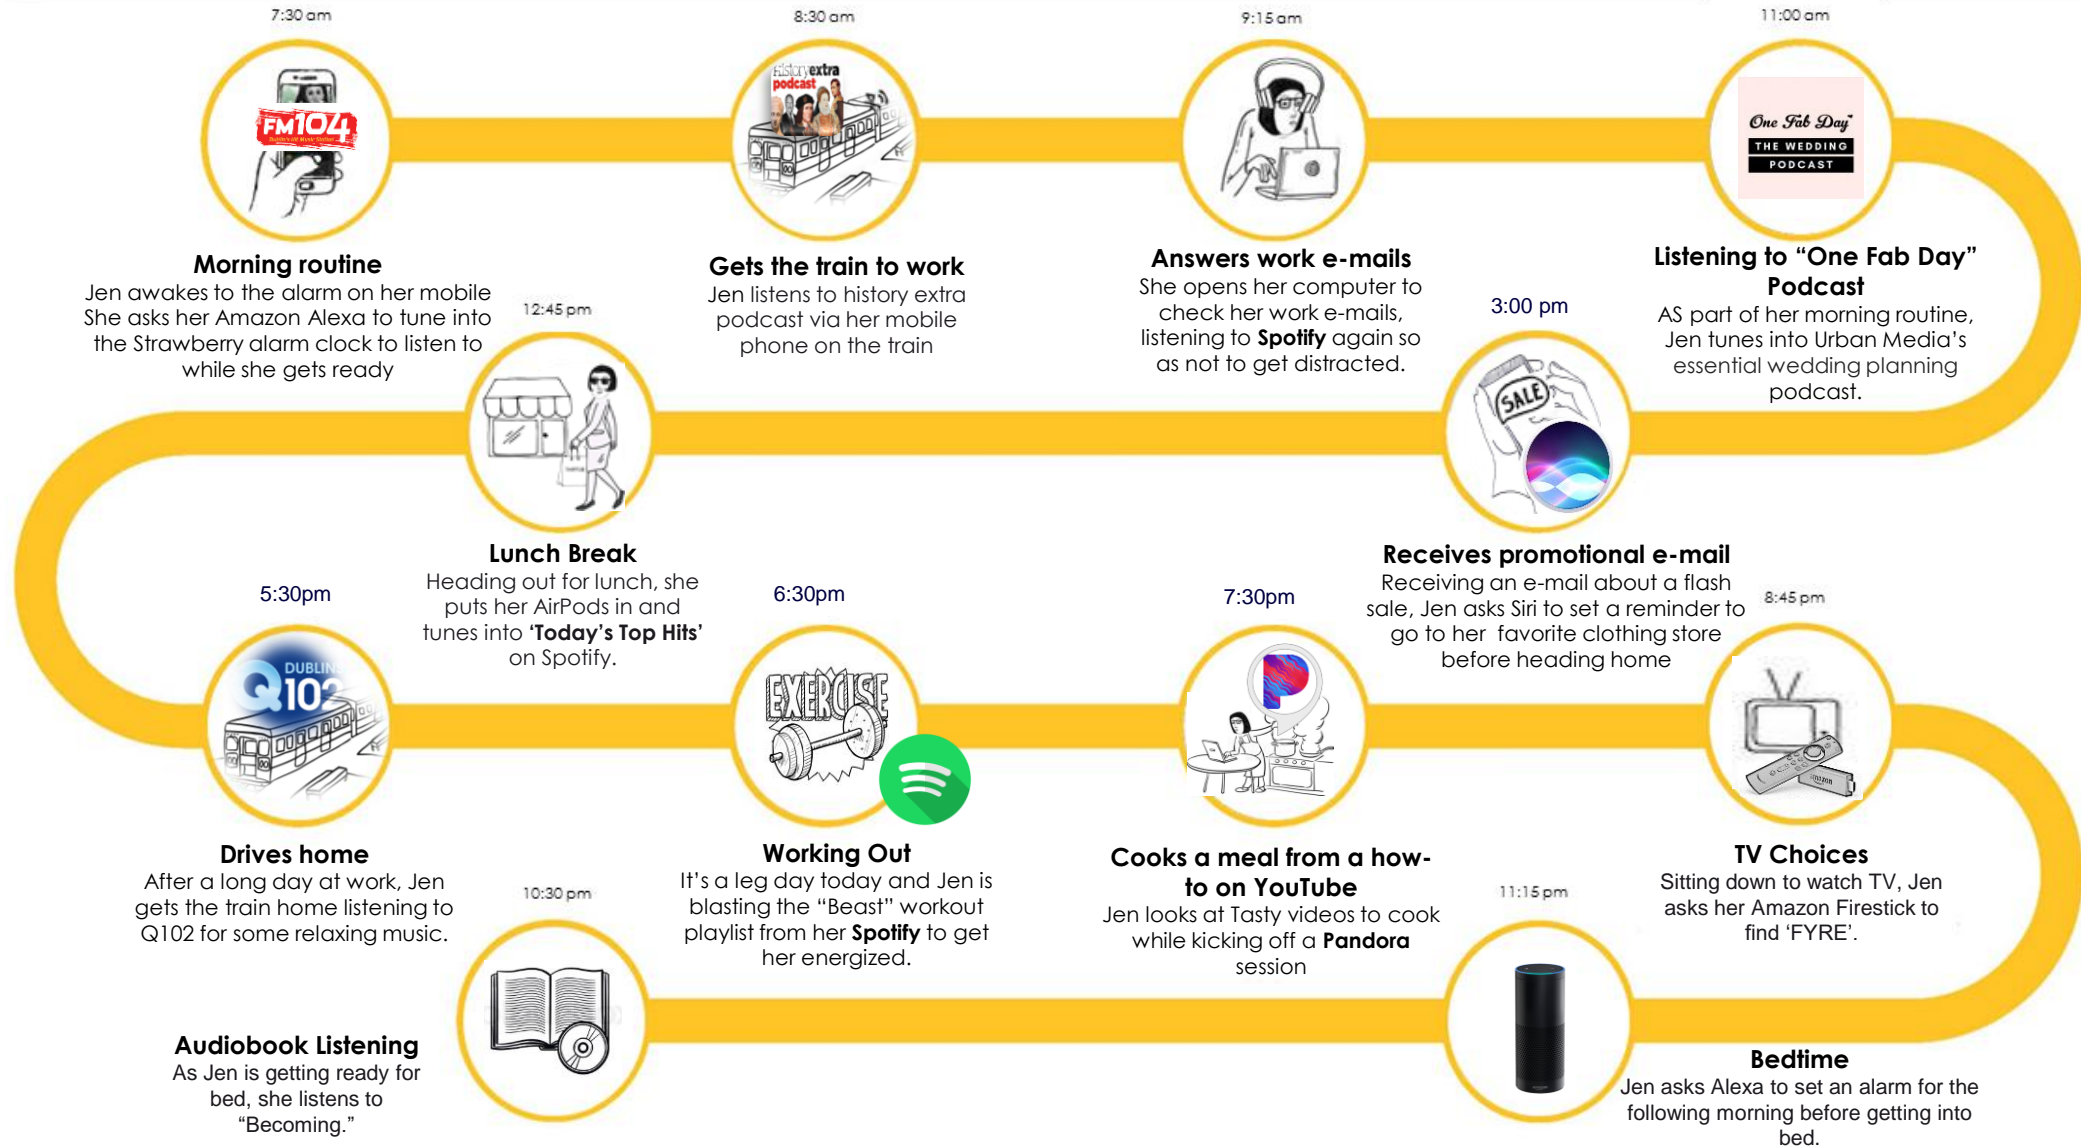 7:30 am
FM104
Morning routine
Jen awakes to the alarm on her mobile
She asks her Amazon Alexa to tune into
the Strawberry alarm clock to listen to
while she gets ready
8:30 am
Historyextra
podcast
Gets the train to work
Jen listens to history extra
podcast via her mobile
phone on the train
9:15 am
Answers work e-mails
She opens her computer to
check her work e-mails,
listening to Spotify again so
as not to get distracted.
11:00 am
One Fab Day
THE WEDDING
PODCAST
Listening to “One Fab Day”
Podcast
AS part of her morning routine,
Jen tunes into Urban Media’s
essential wedding planning
podcast.
12:45 pm
Lunch Break
Heading out for lunch, she
puts her AirPods in and
tunes into ‘Today’s Top Hits’
on Spotify.
3:00 pm
SALE
Receives promotional e-mail
Receiving an e-mail about a flash
sale, Jen asks Siri to set a reminder to
go to her favorite clothing store
before heading home
5:30pm
DUBLINS
Q102
Drives home
After a long day at work, Jen
gets the train home listening to
Q102 for some relaxing music.
6:30pm
EXERCISE
Working Out
It’s a leg day today and Jen is
blasting the “Beast” workout
playlist from her Spotify to get
her energized.
7:30pm
Cooks a meal from a how-
to on YouTube
Jen looks at Tasty videos to cook
while kicking off a Pandora
session
8:45 pm
amazon
TV Choices
Sitting down to watch TV, Jen
asks her Amazon Firestick to
find ‘FYRE’.
10:30 pm
Audiobook Listening
As Jen is getting ready for
bed, she listens to
“Becoming.”
11:15 pm
Bedtime
Jen asks Alexa to set an alarm for the
following morning before getting into
bed.